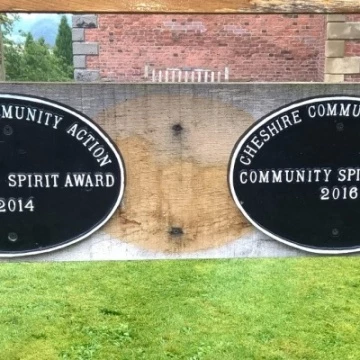 MUNITY ACTION
SPIRIT AWARD
2014
CHESHIRE COMMU
COMMUNITY SPI
2016